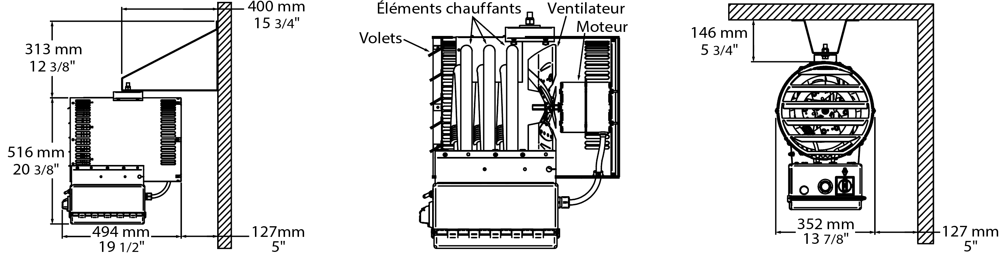 400 mm
15 3/4"
313 mm
12 3/8"
516 mm
20 3/8"
494 mm
19 1/2"
127mm
5"
Éléments chauffants
Ventilateur
Moteur
Volets
146 mm
5 3/4"
352 mm
13 7/8"
127 mm
5"